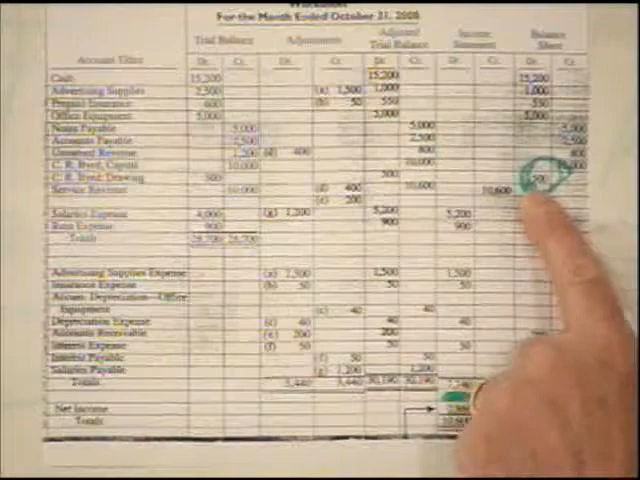 Worksheet
For the Month Ended October 31, 2008
Trial Balance Adjustments Adjusted Trial Balance Income Statement Balance Sheet
Account Titles Dr. Cr. Dr. Cr. Dr. Cr. Dr. Cr. Dr. Cr.
Cash 15,200 15,200 15,200
Advertising Supplies 2,500 (a) 1,500 1,000 1,000
Prepaid Insurance 600 (b) 50 550 550
Office Equipment 5,000 5,000 5,000
Notes Payable 5,000 5,000 5,000
Accounts Payable 2,500 2,500 2,500
Unearned Revenue 1,200 (d) 400 800 800
C. R. Byrd, Capital 10,000 10,000
C. R. Byrd, Drawing 500 500 500
Service Revenue 10,000 (d) 400 10,600 10,600
(e) 200
Salaries Expense 4,000 (g) 1,200 5,200 5,200
Rent Expense 900 900 900
Totals 28,700 28,700
Advertising Supplies Expense (a) 1,500 1,500 1,500
Insurance Expense (b) 50 50 50
Accum. Depreciation—Office
Equipment (c) 40 40
Depreciation Expense (c) 40 40 40
Accounts Receivable (e) 200 200
Interest Expense (f) 50 50 50
Interest Payable (f) 50 50
Salaries Payable (g) 1,200 1,200
Totals 3,440 3,440 30,190 30,190
Net Income
Totals